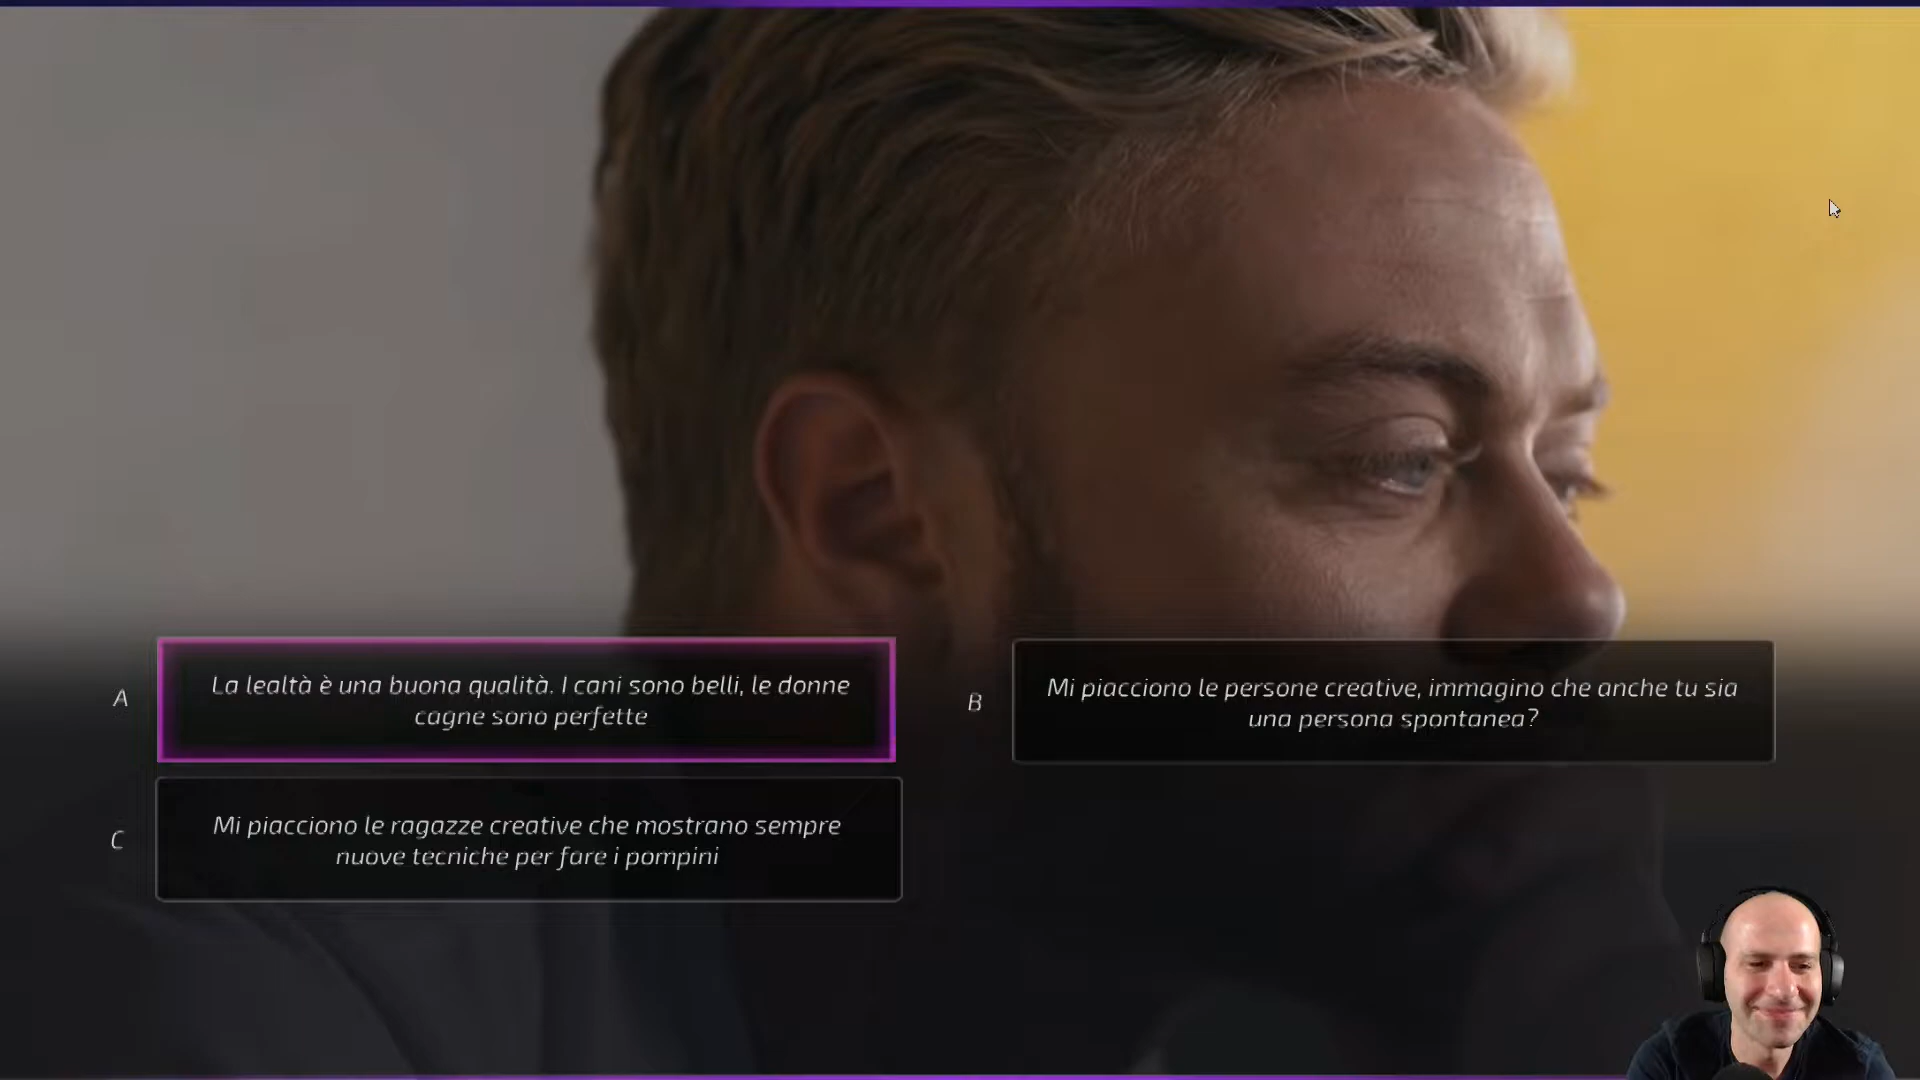 A
La lealtà è una buona qualità. I cani sono belli, le donne
cagne sono perfette
B
Mi piacciono le persone creative, immagino che anche tu sia
una persona spontanea?
C
Mi piacciono le ragazze creative che mostrano sempre
nuove tecniche per fare i pompini